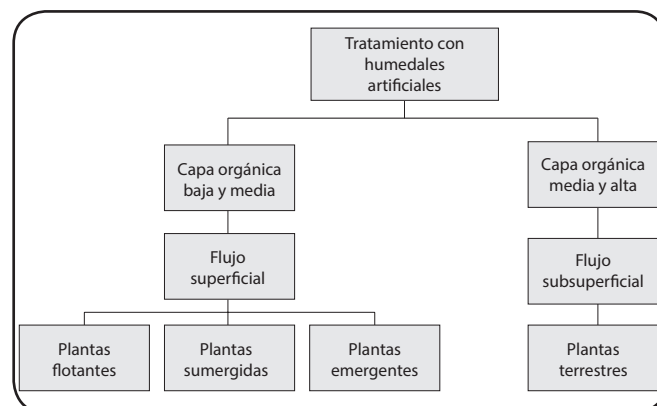 Tratamiento con
humedales
artificiales
Capa orgánica
baja y media
Capa orgánica
media y alta
Flujo
superficial
Flujo
subsuperficial
Plantas
flotantes
Plantas
sumergidas
Plantas
emergentes
Plantas
terrestres